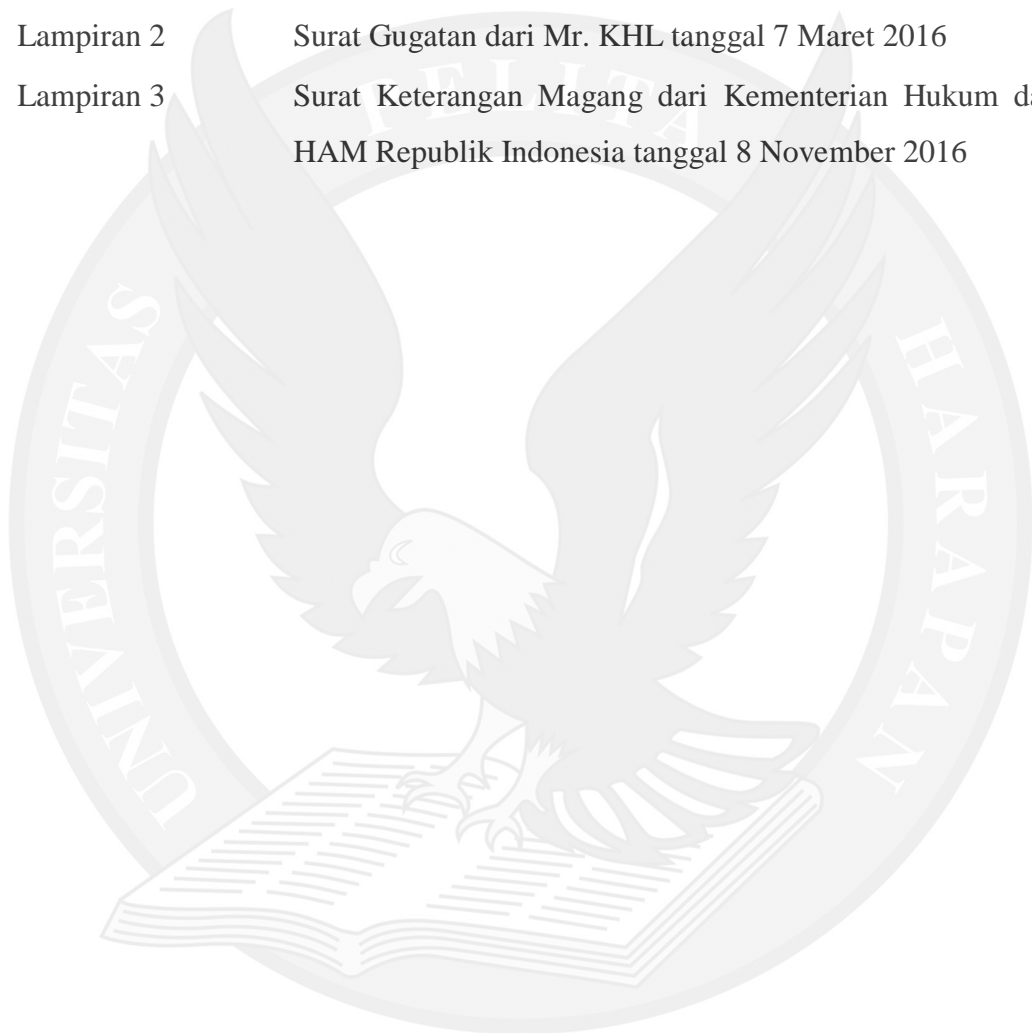 Lampiran 2 Surat Gugatan dari Mr. KHL tanggal 7 Maret 2016
Lampiran 3 Surat Keterangan Magang dari Kementerian Hukum
HAM Republik Indonesia tanggal 8 November 2016
UNIVERSITAS PELITA HARAPAN